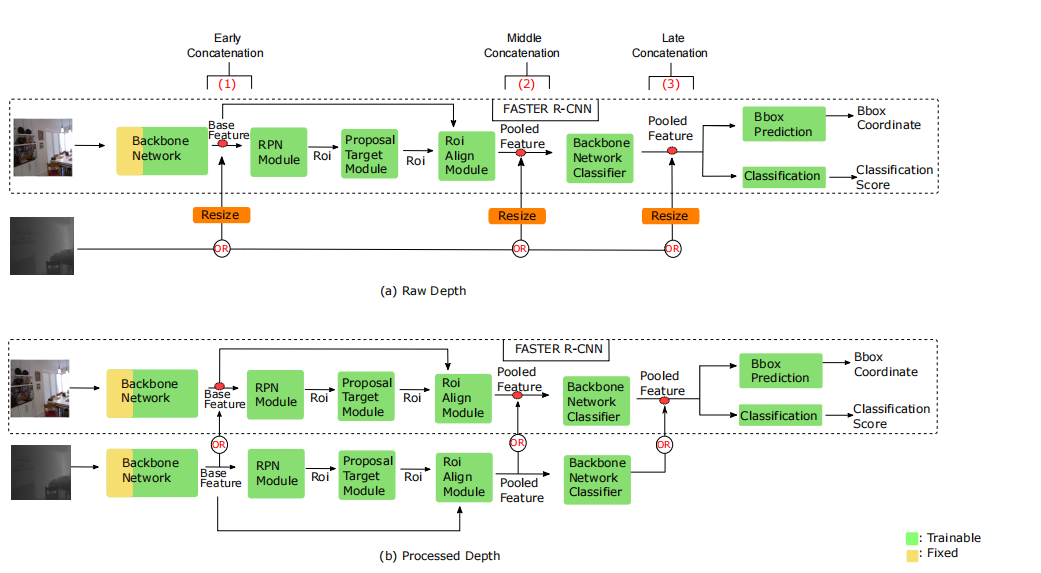 Early
Concatenation
Middle
Concatenation
Late
Concatenation
(1)
(2)
(3)
FASTER R-CNN
Backbone
Network
Base
Feature
RPN
Module
Roi
Proposal
Target
Module
Roi
Roi
Align
Module
Pooled
Feature
Backbone
Network
Classifier
Pooled
Feature
Bbox
Prediction
Bbox
Coordinate
Classification
Classification
Score
Resize
Resize
Resize
OR
OR
OR
(a) Raw Depth
FASTER R-CNN
Backbone
Network
Base
Feature
RPN
Module
Roi
Proposal
Target
Module
Roi
Roi
Align
Module
Pooled
Feature
Backbone
Network
Classifier
Pooled
Feature
Bbox
Prediction
Bbox
Coordinate
Classification
Classification
Score
OR
OR
OR
Backbone
Network
Base
Feature
RPN
Module
Roi
Proposal
Target
Module
Roi
Roi
Align
Module
Pooled
Feature
Backbone
Network
Classifier
(b) Processed Depth
: Trainable
: Fixed